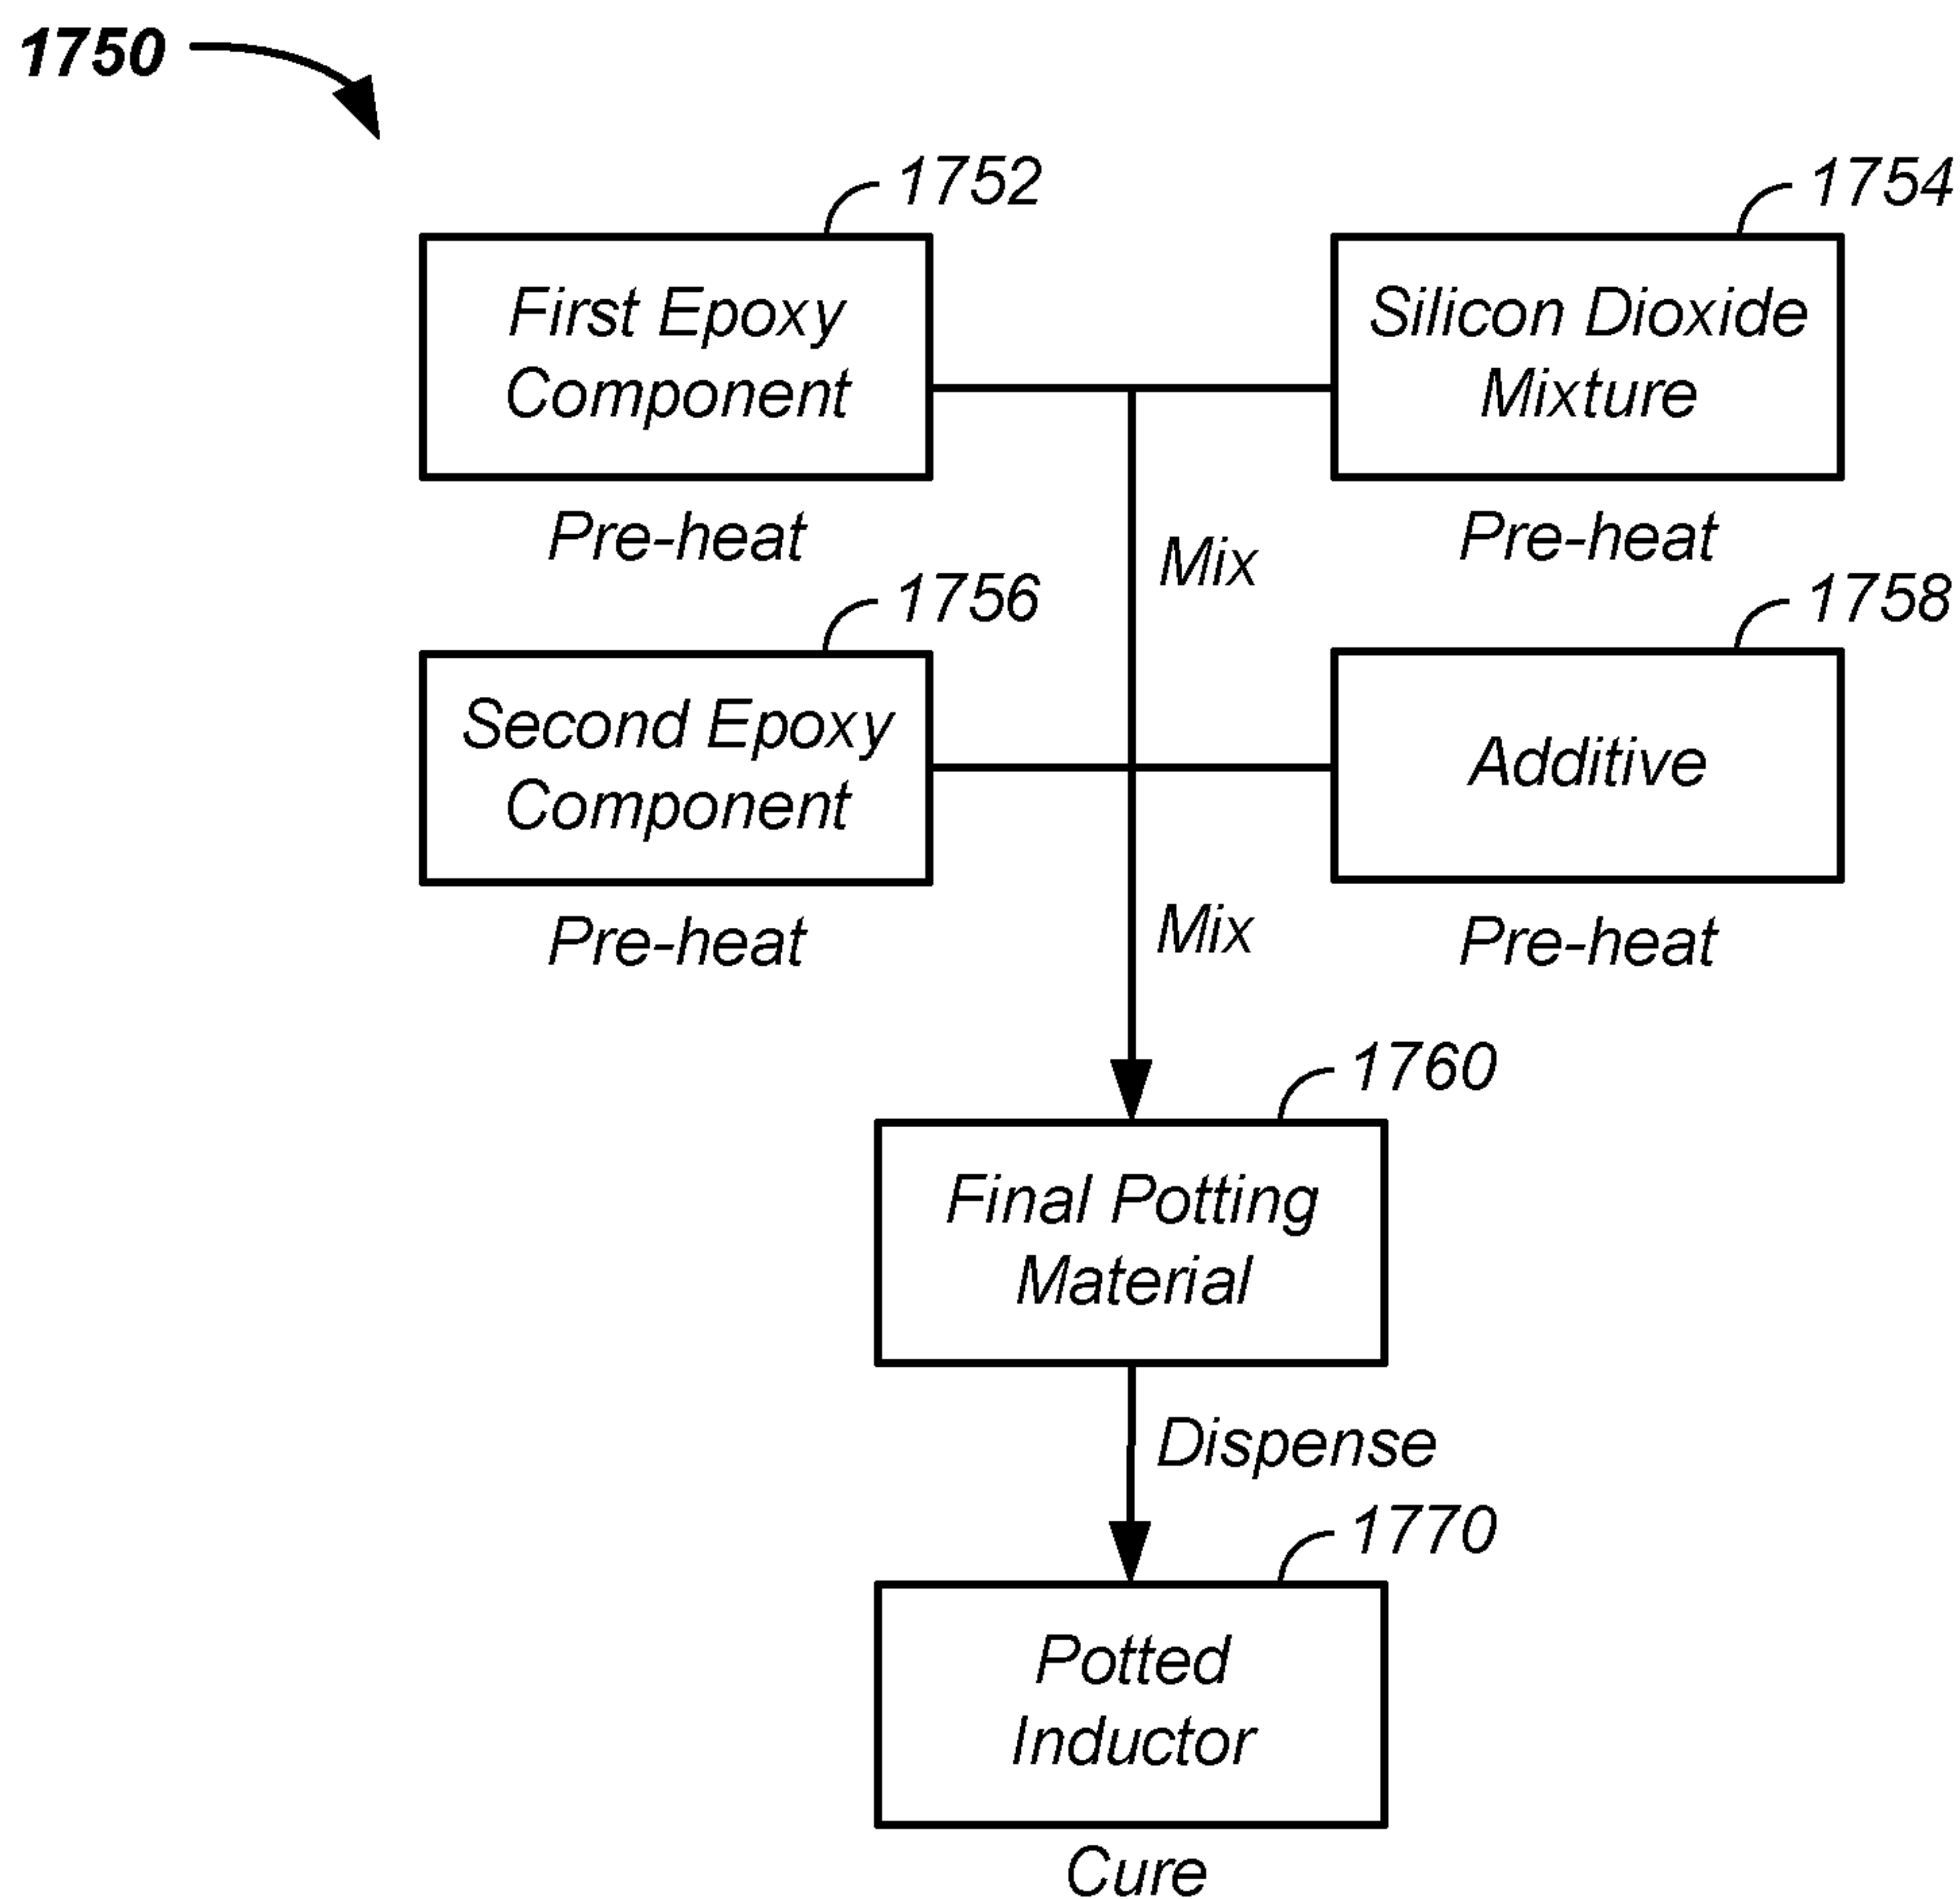 1750
1752
1754
First Epoxy
Component
Silicon Dioxide
Mixture
Pre-heat
Pre-heat
Mix
1756
1758
Second Epoxy
Component
Additive
Pre-heat
Pre-heat
Mix
1760
Final Potting
Material
Dispense
1770
Potted
Inductor
Cure